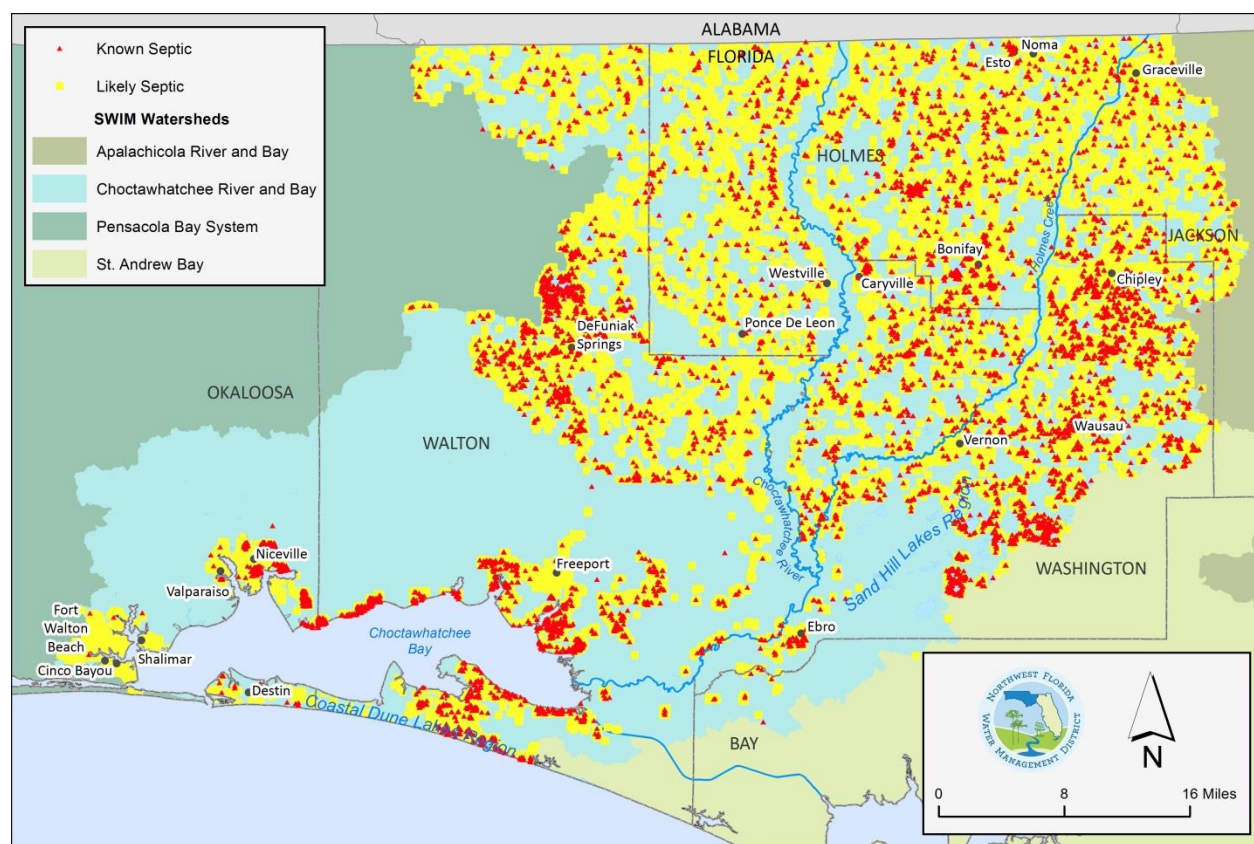 Known Septic
Likely Septic
SWIM Watersheds
Apalachicola River and Bay
Choctawhatchee River and Bay
Pensacola Bay System
St. Andrew Bay
ALABAMA
FLORIDA
Noma
Esto
Graceville
HOLMES
Holmes Creek
JACKSON
Bonifay
Westville
Caryville
Chipley
DeFuniak
Springs
Ponce De Leon
OKALOOSA
WALTON
Vernon
Wausau
Choctawhatchee
River
Sand Hill Lakes Region
WASHINGTON
Niceville
Valparaiso
Freeport
Fort
Walton
Beach
Shalimar
Cinco Bayou
Choctawhatchee
Bay
Ebro
Destin
Coastal Dune Lakes Region
BAY
NORTHWEST FLORIDA
WATER MANAGEMENT DISTRICT
N
0 8 16 Miles